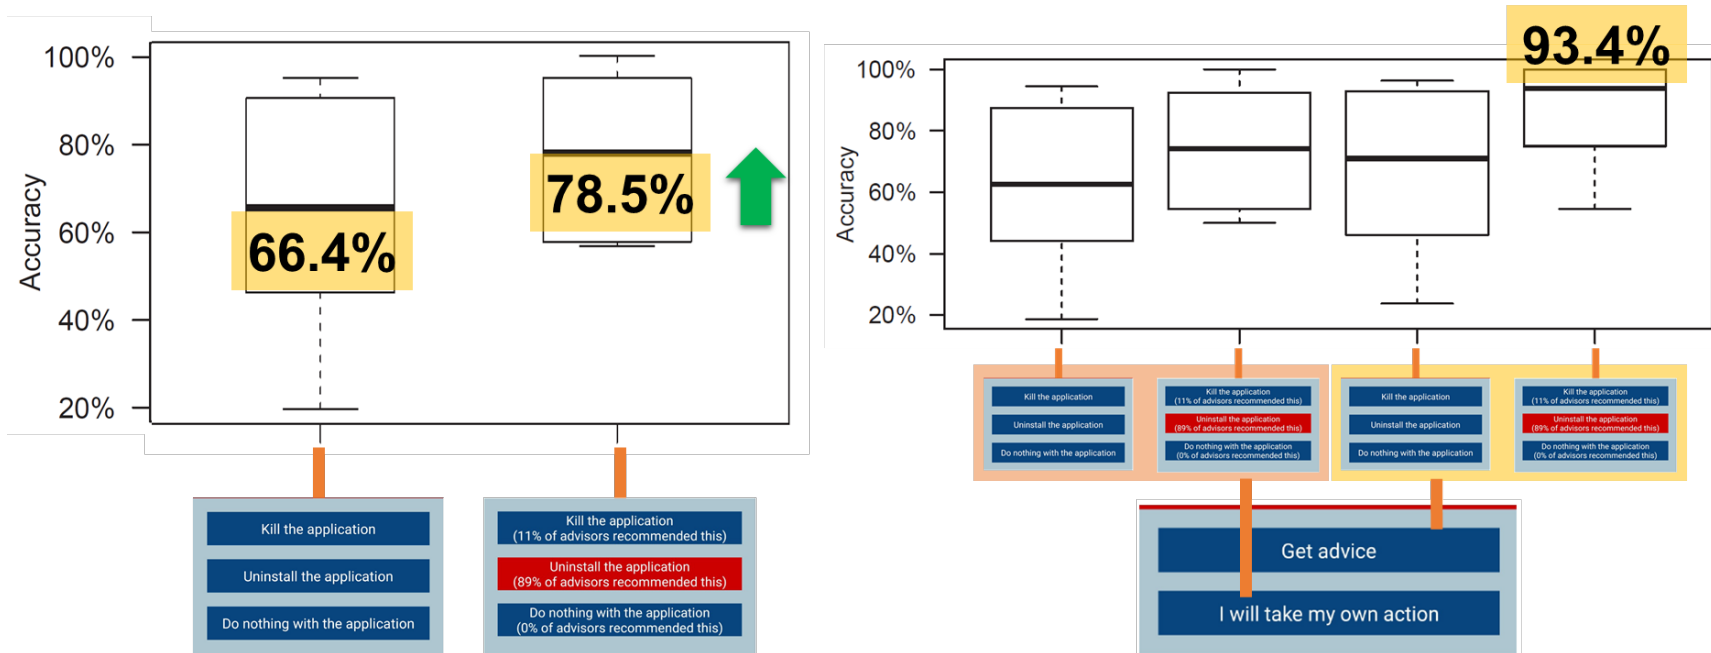 100%
80%
60%
40%
20%
Accuracy
66.4%
78.5%
Kill the application
Uninstall the application
Do nothing with the application
Kill the application
(11% of advisors recommended this)
Uninstall the application
(89% of advisors recommended this)
Do nothing with the application
(0% of advisors recommended this)
93.4%
100%
80%
60%
40%
20%
Accuracy
Kill the application
Uninstall the application
Do nothing with the application
Kill the application
(11% of advisors recommended this)
Uninstall the application
(89% of advisors recommended this)
Do nothing with the application
(0% of advisors recommended this)
Kill the application
Uninstall the application
Do nothing with the application
Kill the application
(11% of advisors recommended this)
Uninstall the application
(89% of advisors recommended this)
Do nothing with the application
(0% of advisors recommended this)
Get advice
I will take my own action